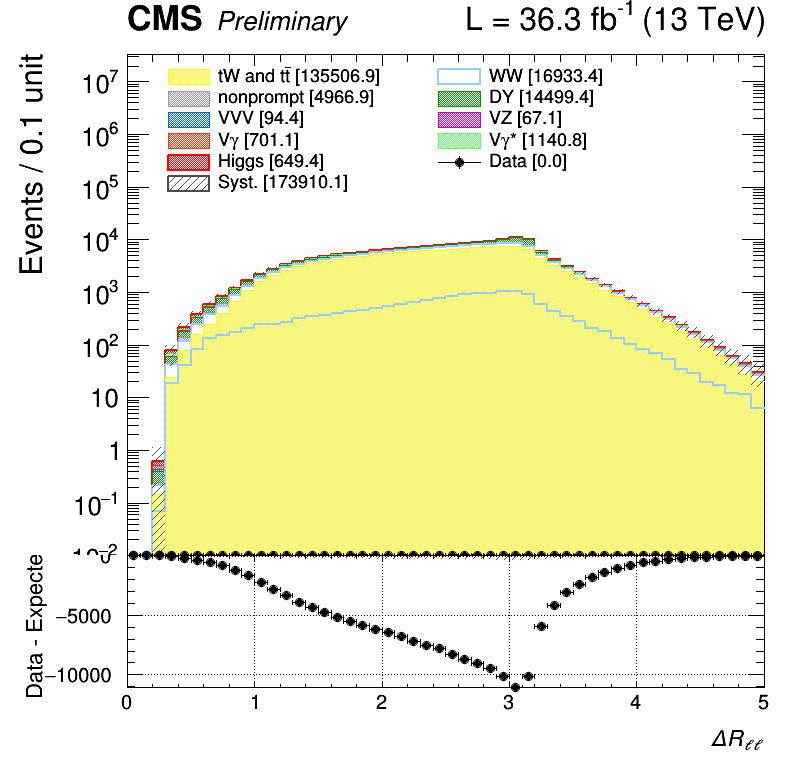 CMS Preliminary L = 36.3 fb⁻¹ (13 TeV)
Events / 0.1 unit
tW and tt̄ [135506.9] WW [16933.4]
nonprompt [4966.9] DY [14499.4]
VVV [94.4] VZ [67.1]
Vγ [701.1] Vγ* [1140.8]
Higgs [649.4] Data [0.0]
Syst. [173910.1]
10⁷
10⁶
10⁵
10⁴
10³
10²
10
1
10⁻¹
Data - Expecte
−5000
−10000
0 1 2 3 4 5
ΔRℓℓ